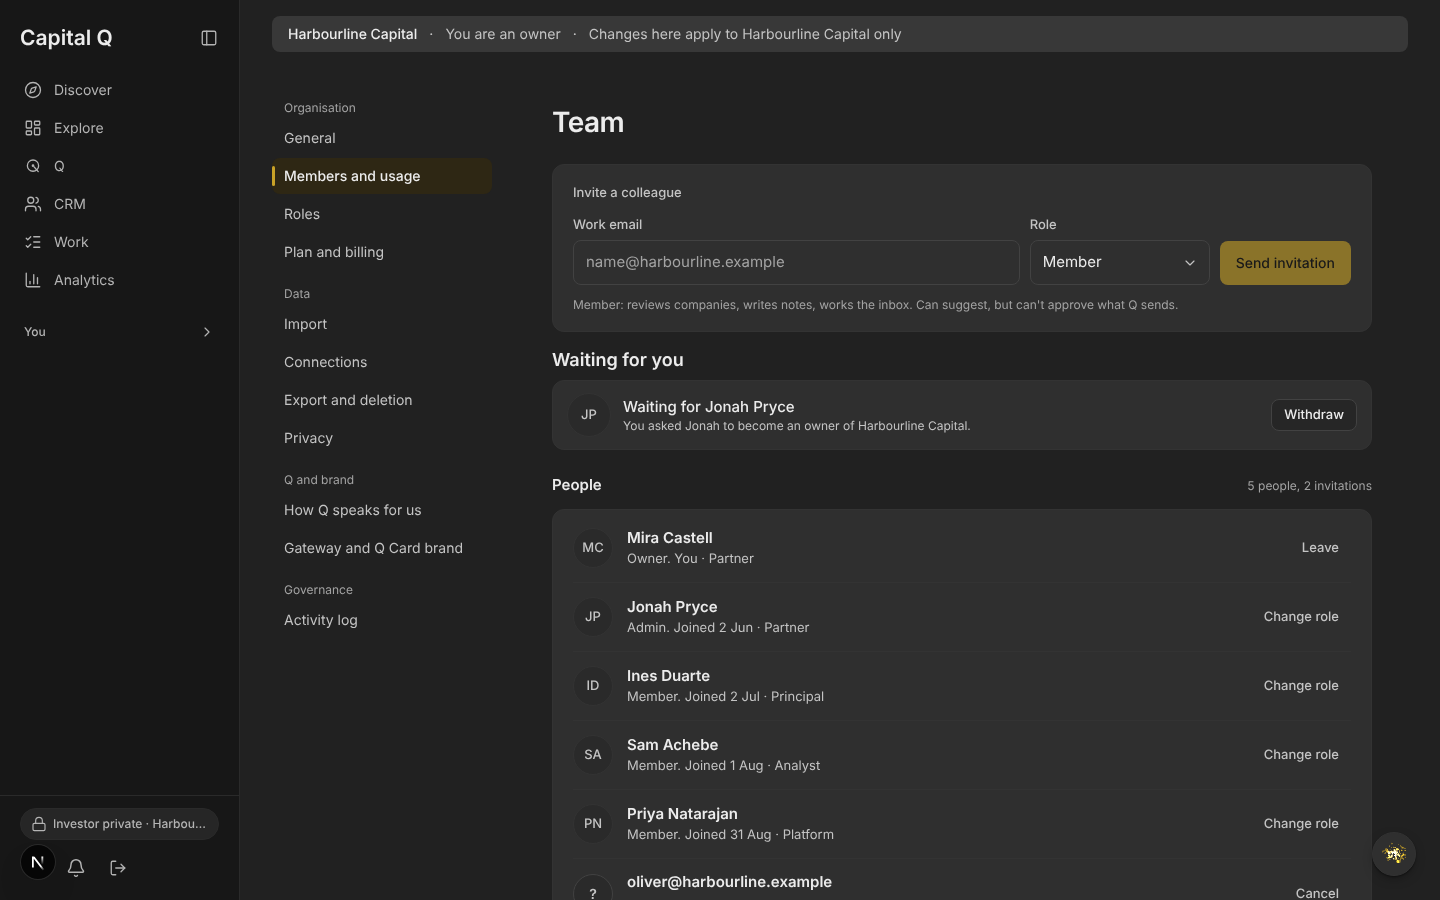 Capital Q
Discover
Explore
Q
CRM
Work
Analytics
You
Investor private · Harbou...
N
Harbourline Capital · You are an owner · Changes here apply to Harbourline Capital only
Organisation
General
Members and usage
Roles
Plan and billing
Data
Import
Connections
Export and deletion
Privacy
Q and brand
How Q speaks for us
Gateway and Q Card brand
Governance
Activity log
Team
Invite a colleague
Work email
Role
name@harbourline.example
Member
Send invitation
Member: reviews companies, writes notes, works the inbox. Can suggest, but can't approve what Q sends.
Waiting for you
JP
Waiting for Jonah Pryce
You asked Jonah to become an owner of Harbourline Capital.
Withdraw
People
5 people, 2 invitations
MC
Mira Castell
Owner. You · Partner
Leave
JP
Jonah Pryce
Admin. Joined 2 Jun · Partner
Change role
ID
Ines Duarte
Member. Joined 2 Jul · Principal
Change role
SA
Sam Achebe
Member. Joined 1 Aug · Analyst
Change role
PN
Priya Natarajan
Member. Joined 31 Aug · Platform
Change role
?
oliver@harbourline.example
Cancel